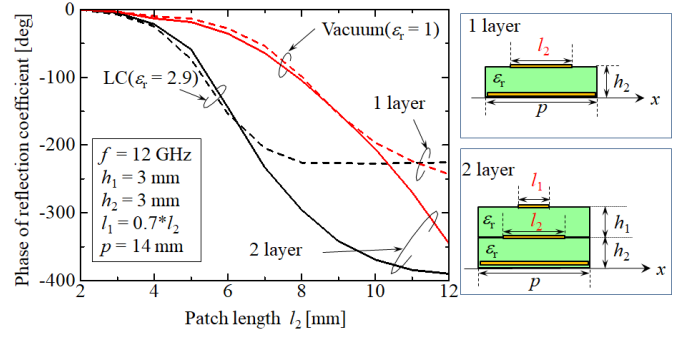 Phase of reflection coefficient [deg]
0
-100
-200
-300
-400
2
4
6
8
10
12
Patch length l₂ [mm]
Vacuum(εr = 1)
LC(εr = 2.9)
1 layer
2 layer
f = 12 GHz
h₁ = 3 mm
h₂ = 3 mm
l₁ = 0.7*l₂
p = 14 mm
1 layer
l₂
εr
h₂
p
x
2 layer
l₁
εr
h₁
l₂
εr
h₂
p
x